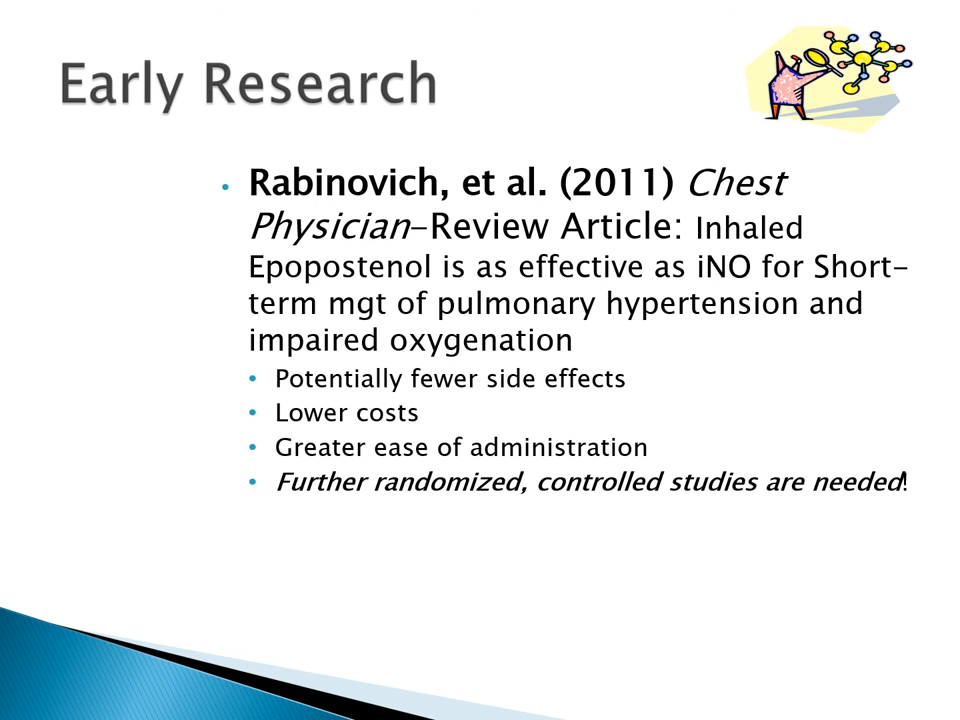 Early Research
• Rabinovich, et al. (2011) Chest
Physician-Review Article: Inhaled
Epopostenol is as effective as iNO for Short-
term mgt of pulmonary hypertension and
impaired oxygenation
• Potentially fewer side effects
• Lower costs
• Greater ease of administration
• Further randomized, controlled studies are needed!